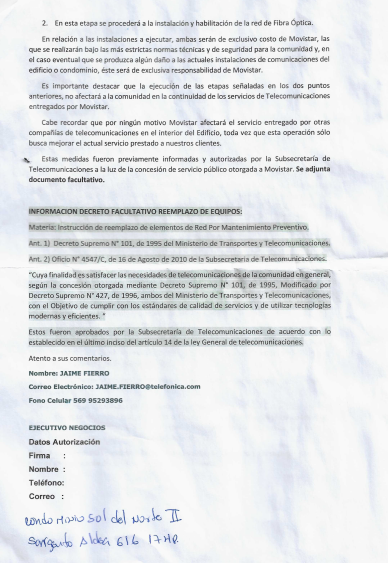 2. En esta etapa se procederá a la instalación y habilitación de la red de Fibra Óptica.
En relación a las instalaciones a ejecutar, ambas serán de exclusivo costo de Movistar, las
que se realizarán bajo las más estrictas normas técnicas y de seguridad para la comunidad y, en
el caso eventual que se produzca algún daño a las actuales instalaciones de comunicaciones del
edificio o condominio, éste será de exclusiva responsabilidad de Movistar.
Es importante destacar que la ejecución de las etapas señaladas en los dos puntos
anteriores, no afectará a la comunidad en la continuidad de los servicios de Telecomunicaciones
entregados por Movistar.
Cabe recordar que por ningún motivo Movistar afectará el servicio entregado por otras
compañías de telecomunicaciones en el interior del Edificio, toda vez que esta operación sólo
busca mejorar el actual servicio prestado a nuestros clientes.
Estas medidas fueron previamente informadas y autorizadas por la Subsecretaría de
Telecomunicaciones a la luz de la concesión de servicio público otorgada a Movistar. Se adjunta
documento facultativo.
INFORMACION DECRETO FACULTATIVO REEMPLAZO DE EQUIPOS:
Materia: Instrucción de reemplazo de elementos de Red Por Mantenimiento Preventivo.
Ant. 1) Decreto Supremo N° 101, de 1995 del Ministerio de Transportes y Telecomunicaciones.
Ant. 2) Oficio N° 4547/C, de 16 de Agosto de 2010 de la Subsecretaria de Telecomunicaciones.
"Cuya finalidad es satisfacer las necesidades de telecomunicaciones de la comunidad en general,
según la concesión otorgada mediante Decreto Supremo N° 101, de 1995, Modificado por
Decreto Supremo N° 427, de 1996, ambos del Ministerio de Transportes y Telecomunicaciones,
con el Objetivo de cumplir con los estándares de calidad de servicios y de utilizar tecnologías
modernas y eficientes. "
Estos fueron aprobados por la Subsecretaría de Telecomunicaciones de acuerdo con lo
establecido en el último inciso del artículo 14 de la ley General de telecomunicaciones.
Atento a sus comentarios.
Nombre: JAIME FIERRO
Correo Electrónico: JAIME.FIERRO@telefonica.com
Fono Celular 569 95293896
EJECUTIVO NEGOCIOS
Datos Autorización
Firma :
Nombre :
Teléfono:
Correo :
condominio Sol del Norte II
Sargento Aldea 616 17HR